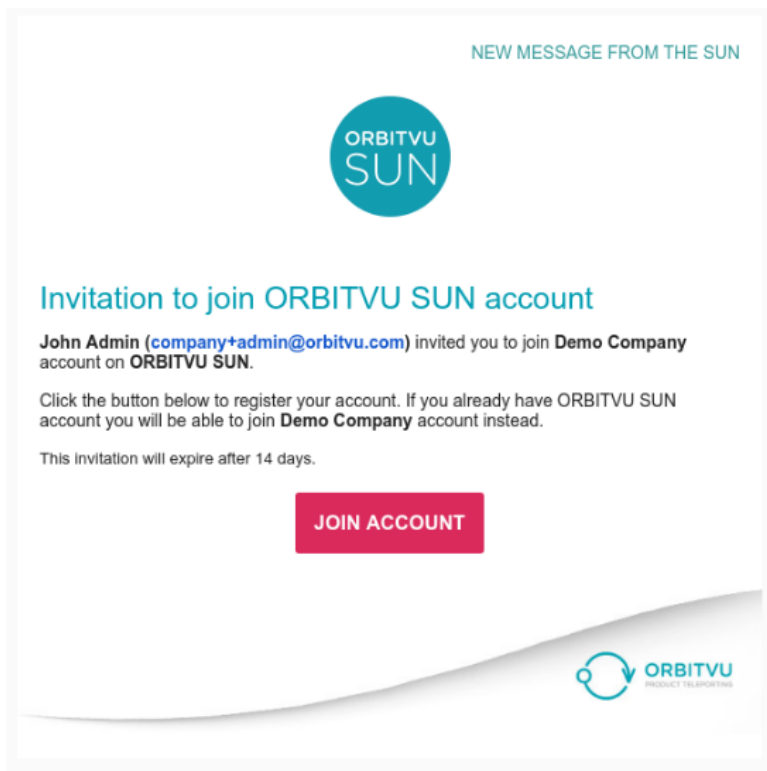 NEW MESSAGE FROM THE SUN
ORBITVU
SUN
Invitation to join ORBITVU SUN account
John Admin (company+admin@orbitvu.com) invited you to join Demo Company
account on ORBITVU SUN.
Click the button below to register your account. If you already have ORBITVU SUN
account you will be able to join Demo Company account instead.
This invitation will expire after 14 days.
JOIN ACCOUNT
ORBITVU
PRODUCT TELEPORTING